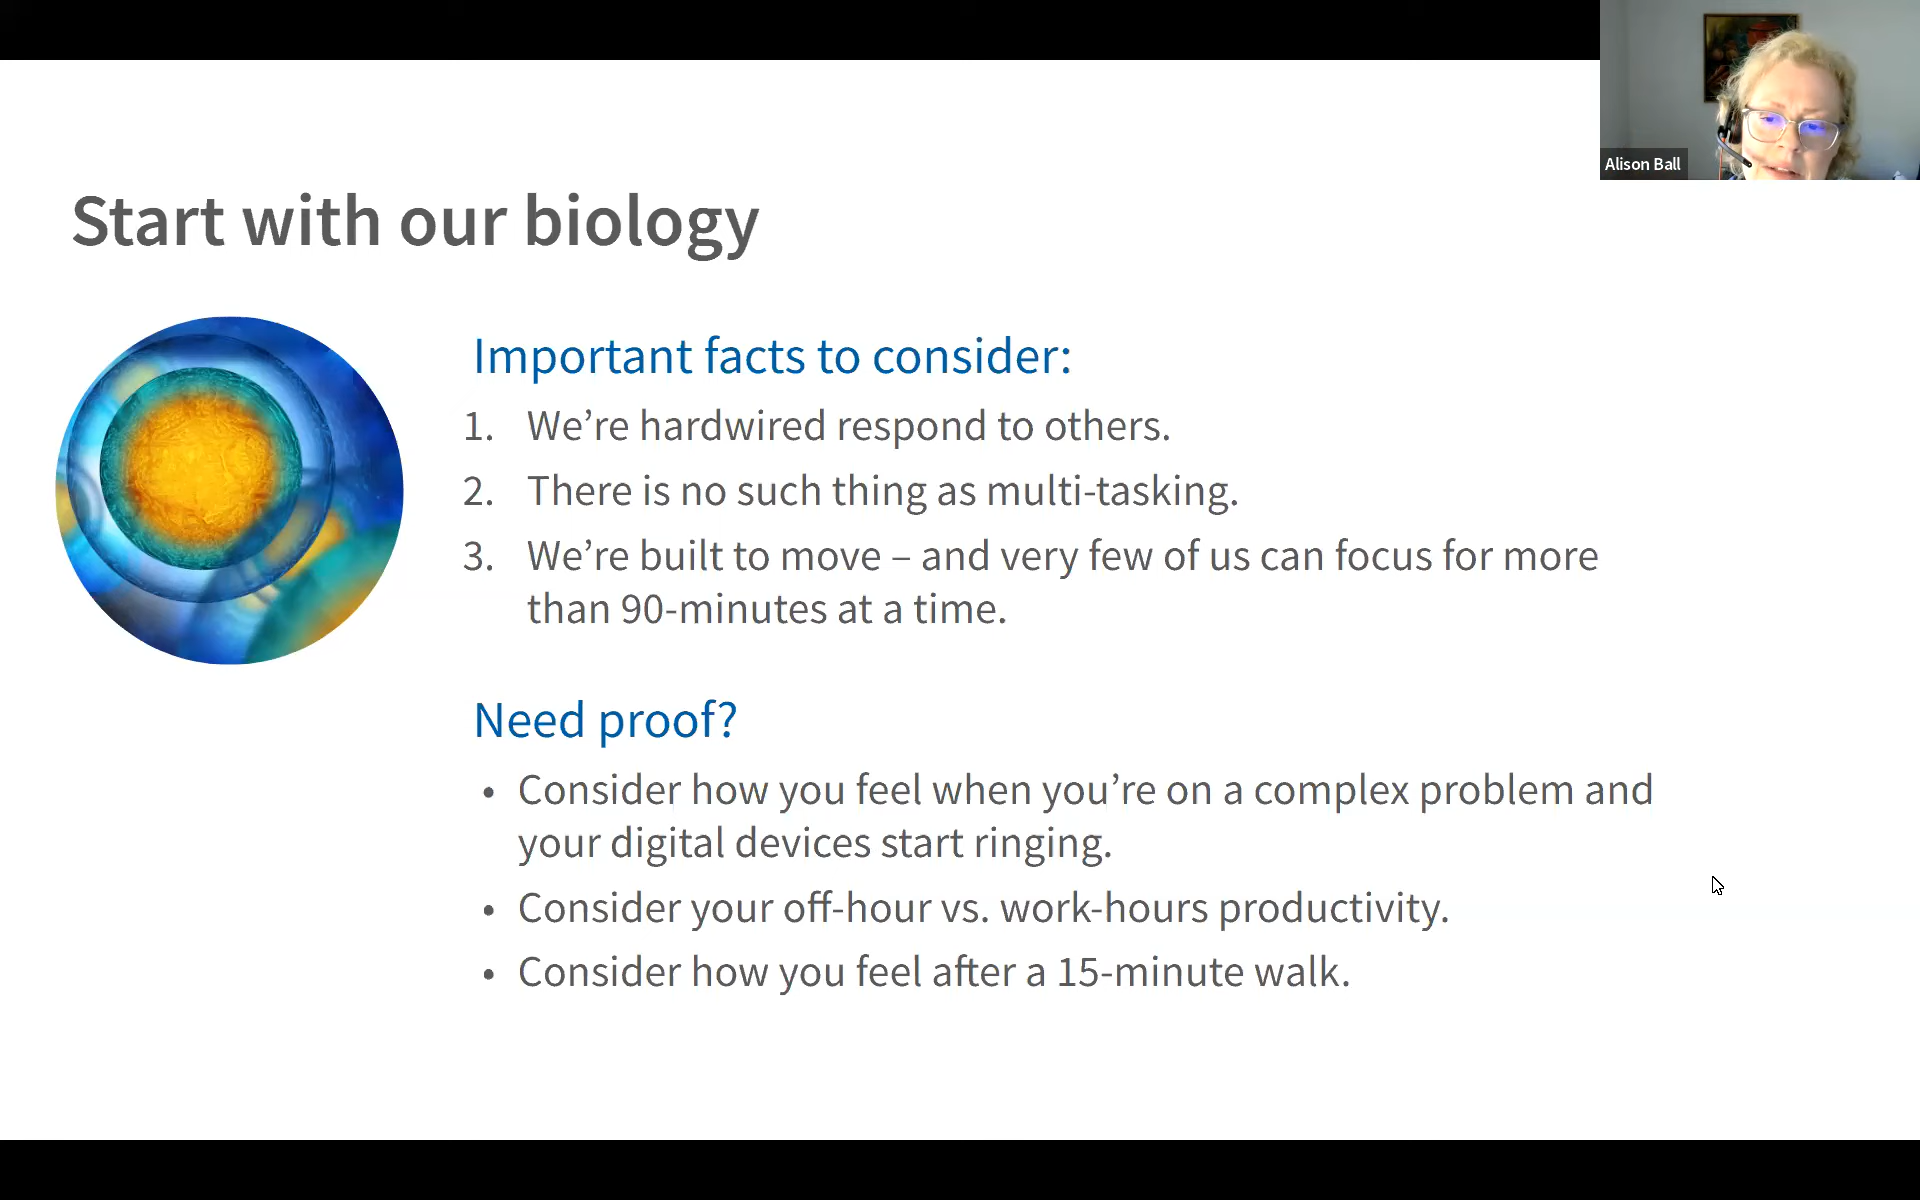 Alison Ball
Start with our biology
Important facts to consider:
1. We’re hardwired respond to others.
2. There is no such thing as multi-tasking.
3. We’re built to move – and very few of us can focus for more
than 90-minutes at a time.
Need proof?
• Consider how you feel when you’re on a complex problem and
your digital devices start ringing.
• Consider your off-hour vs. work-hours productivity.
• Consider how you feel after a 15-minute walk.